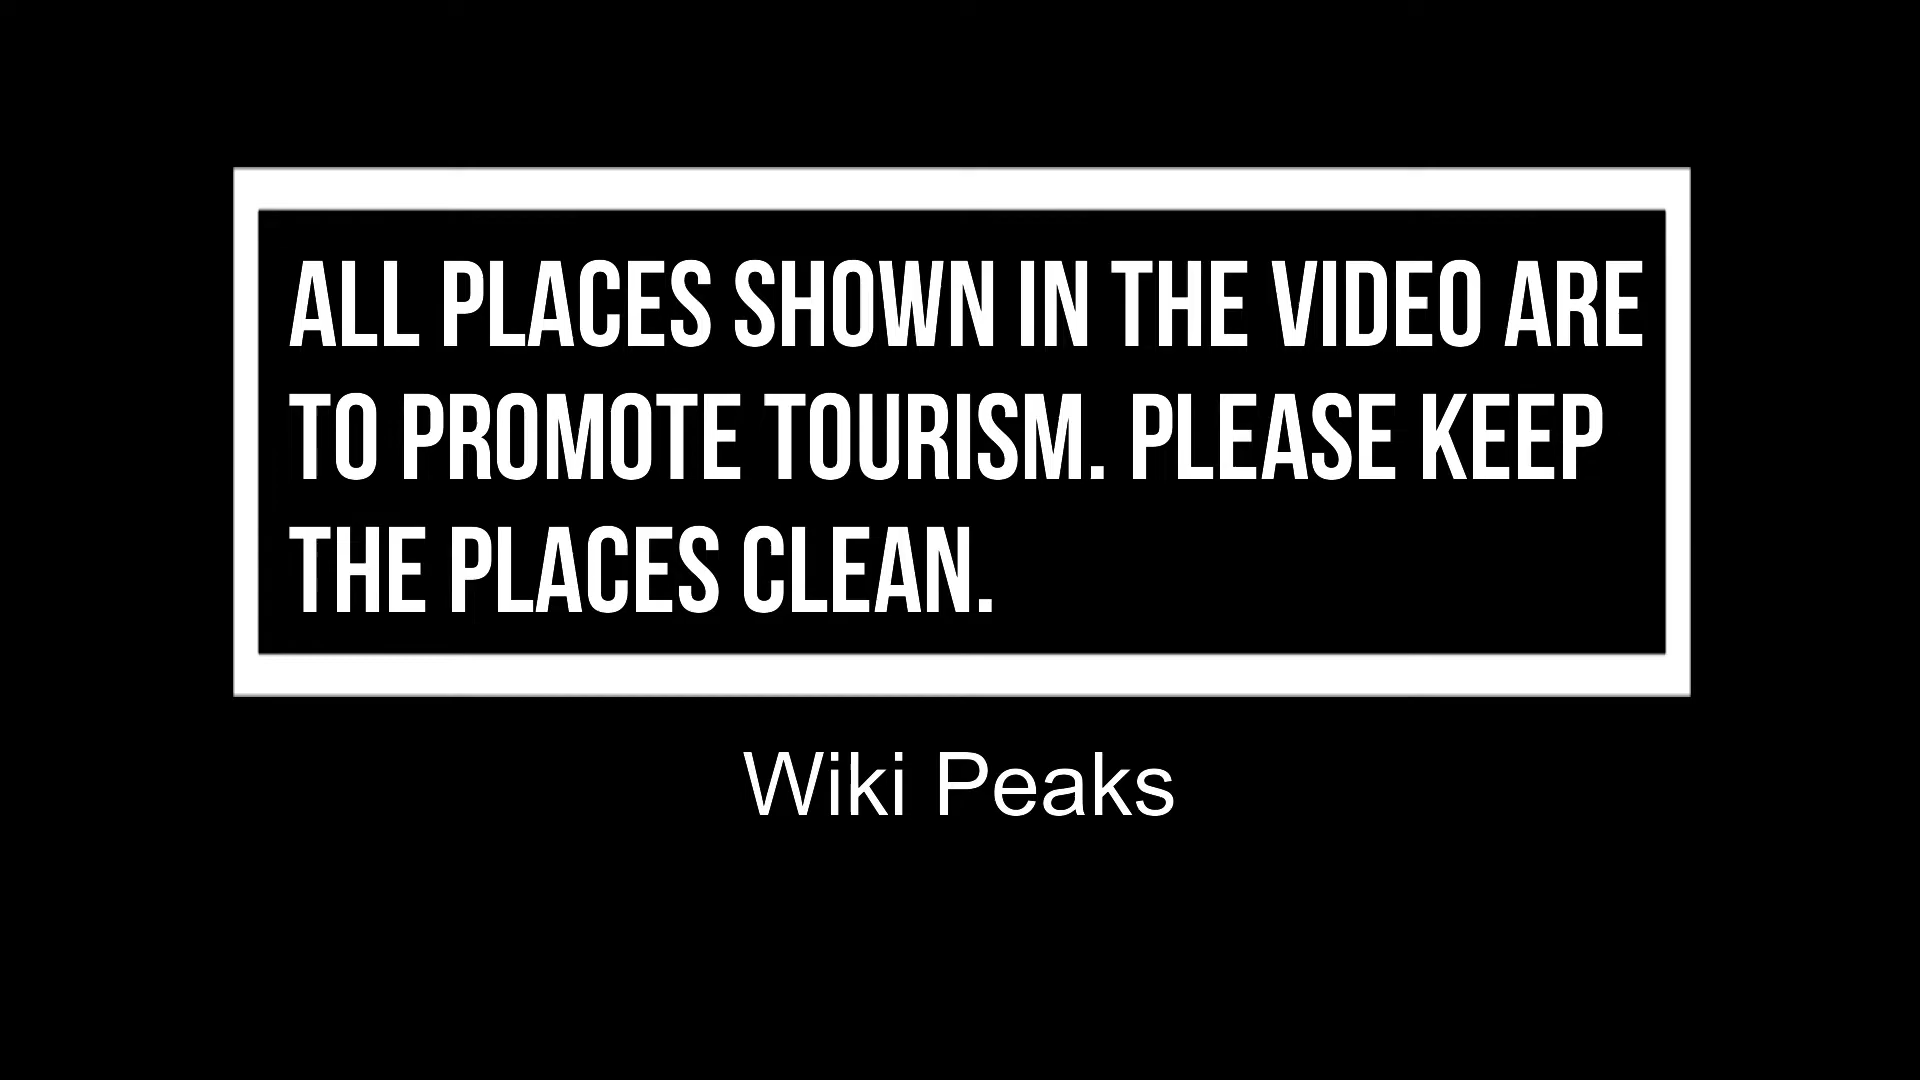 ALL PLACES SHOWN IN THE VIDEO ARE
TO PROMOTE TOURISM. PLEASE KEEP
THE PLACES CLEAN.
Wiki Peaks